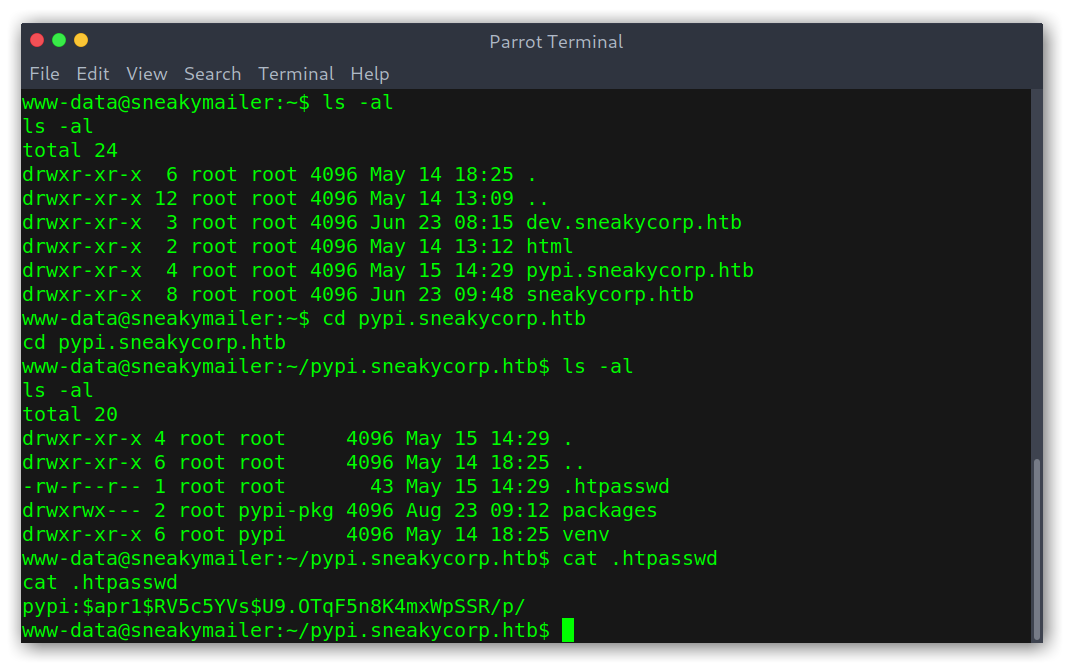 Parrot Terminal
File Edit View Search Terminal Help
www-data@sneakymailer:~$ ls -al
ls -al
total 24
drwxr-xr-x  6 root root 4096 May 14 18:25 .
drwxr-xr-x 12 root root 4096 May 14 13:09 ..
drwxr-xr-x  3 root root 4096 Jun 23 08:15 dev.sneakycorp.htb
drwxr-xr-x  2 root root 4096 May 14 13:12 html
drwxr-xr-x  4 root root 4096 May 15 14:29 pypi.sneakycorp.htb
drwxr-xr-x  8 root root 4096 Jun 23 09:48 sneakycorp.htb
www-data@sneakymailer:~$ cd pypi.sneakycorp.htb
cd pypi.sneakycorp.htb
www-data@sneakymailer:~/pypi.sneakycorp.htb$ ls -al
ls -al
total 20
drwxr-xr-x 4 root root     4096 May 15 14:29 .
drwxr-xr-x 6 root root     4096 May 14 18:25 ..
-rw-r--r-- 1 root root       43 May 15 14:29 .htpasswd
drwxrwx--- 2 root pypi-pkg 4096 Aug 23 09:12 packages
drwxr-xr-x 6 root pypi     4096 May 14 18:25 venv
www-data@sneakymailer:~/pypi.sneakycorp.htb$ cat .htpasswd
cat .htpasswd
pypi:$apr1$RV5c5YVs$U9.OTqF5n8K4mxWpSSR/p/
www-data@sneakymailer:~/pypi.sneakycorp.htb$